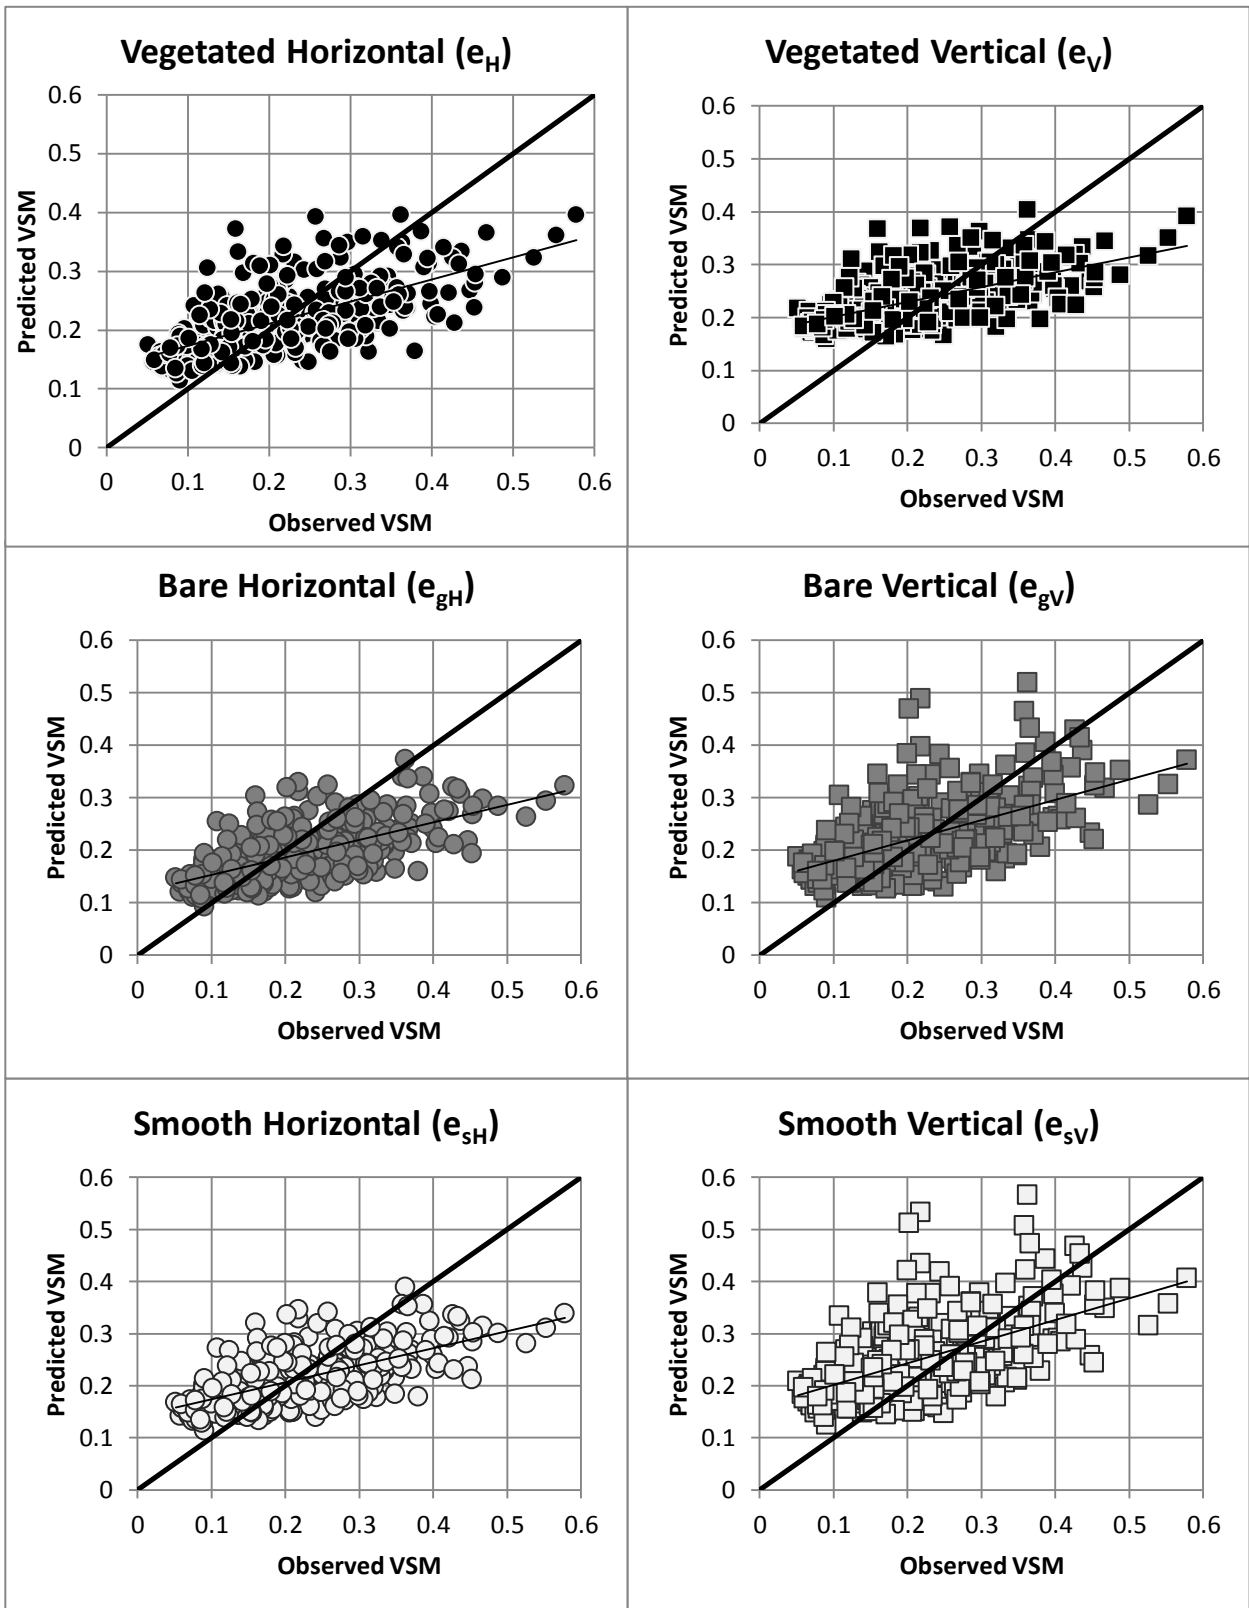 Vegetated Horizontal (eH)
0.6
0.5
0.4
0.3
0.2
0.1
0
Predicted VSM
0 0.1 0.2 0.3 0.4 0.5 0.6
Observed VSM
Vegetated Vertical (eV)
0.6
0.5
0.4
0.3
0.2
0.1
0
Predicted VSM
0 0.1 0.2 0.3 0.4 0.5 0.6
Observed VSM
Bare Horizontal (egH)
0.6
0.5
0.4
0.3
0.2
0.1
0
Predicted VSM
0 0.1 0.2 0.3 0.4 0.5 0.6
Observed VSM
Bare Vertical (egV)
0.6
0.5
0.4
0.3
0.2
0.1
0
Predicted VSM
0 0.1 0.2 0.3 0.4 0.5 0.6
Observed VSM
Smooth Horizontal (esH)
0.6
0.5
0.4
0.3
0.2
0.1
0
Predicted VSM
0 0.1 0.2 0.3 0.4 0.5 0.6
Observed VSM
Smooth Vertical (esV)
0.6
0.5
0.4
0.3
0.2
0.1
0
Predicted VSM
0 0.1 0.2 0.3 0.4 0.5 0.6
Observed VSM